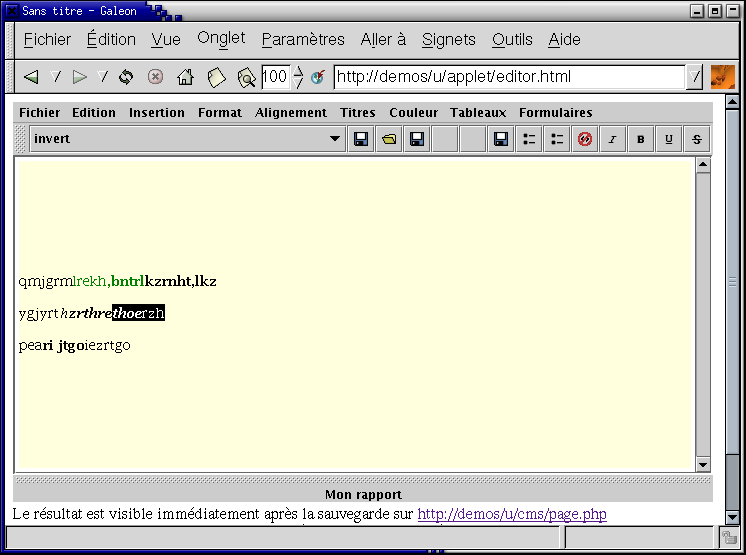 Sans titre - Galeon
Fichier Édition Vue Onglet Paramètres Aller à Signets Outils Aide
100 http://demos/u/applet/editor.html
Fichier Edition Insertion Format Alignement Titres Couleur Tableaux Formulaires
invert I B U S
qmjgrmlrekh,bntrlkzrnht,lkz
ygjyrthzrthrethoerzh
peari jtgoiezrtgo
Mon rapport
Le résultat est visible immédiatement après la sauvegarde sur http://demos/u/cms/page.php